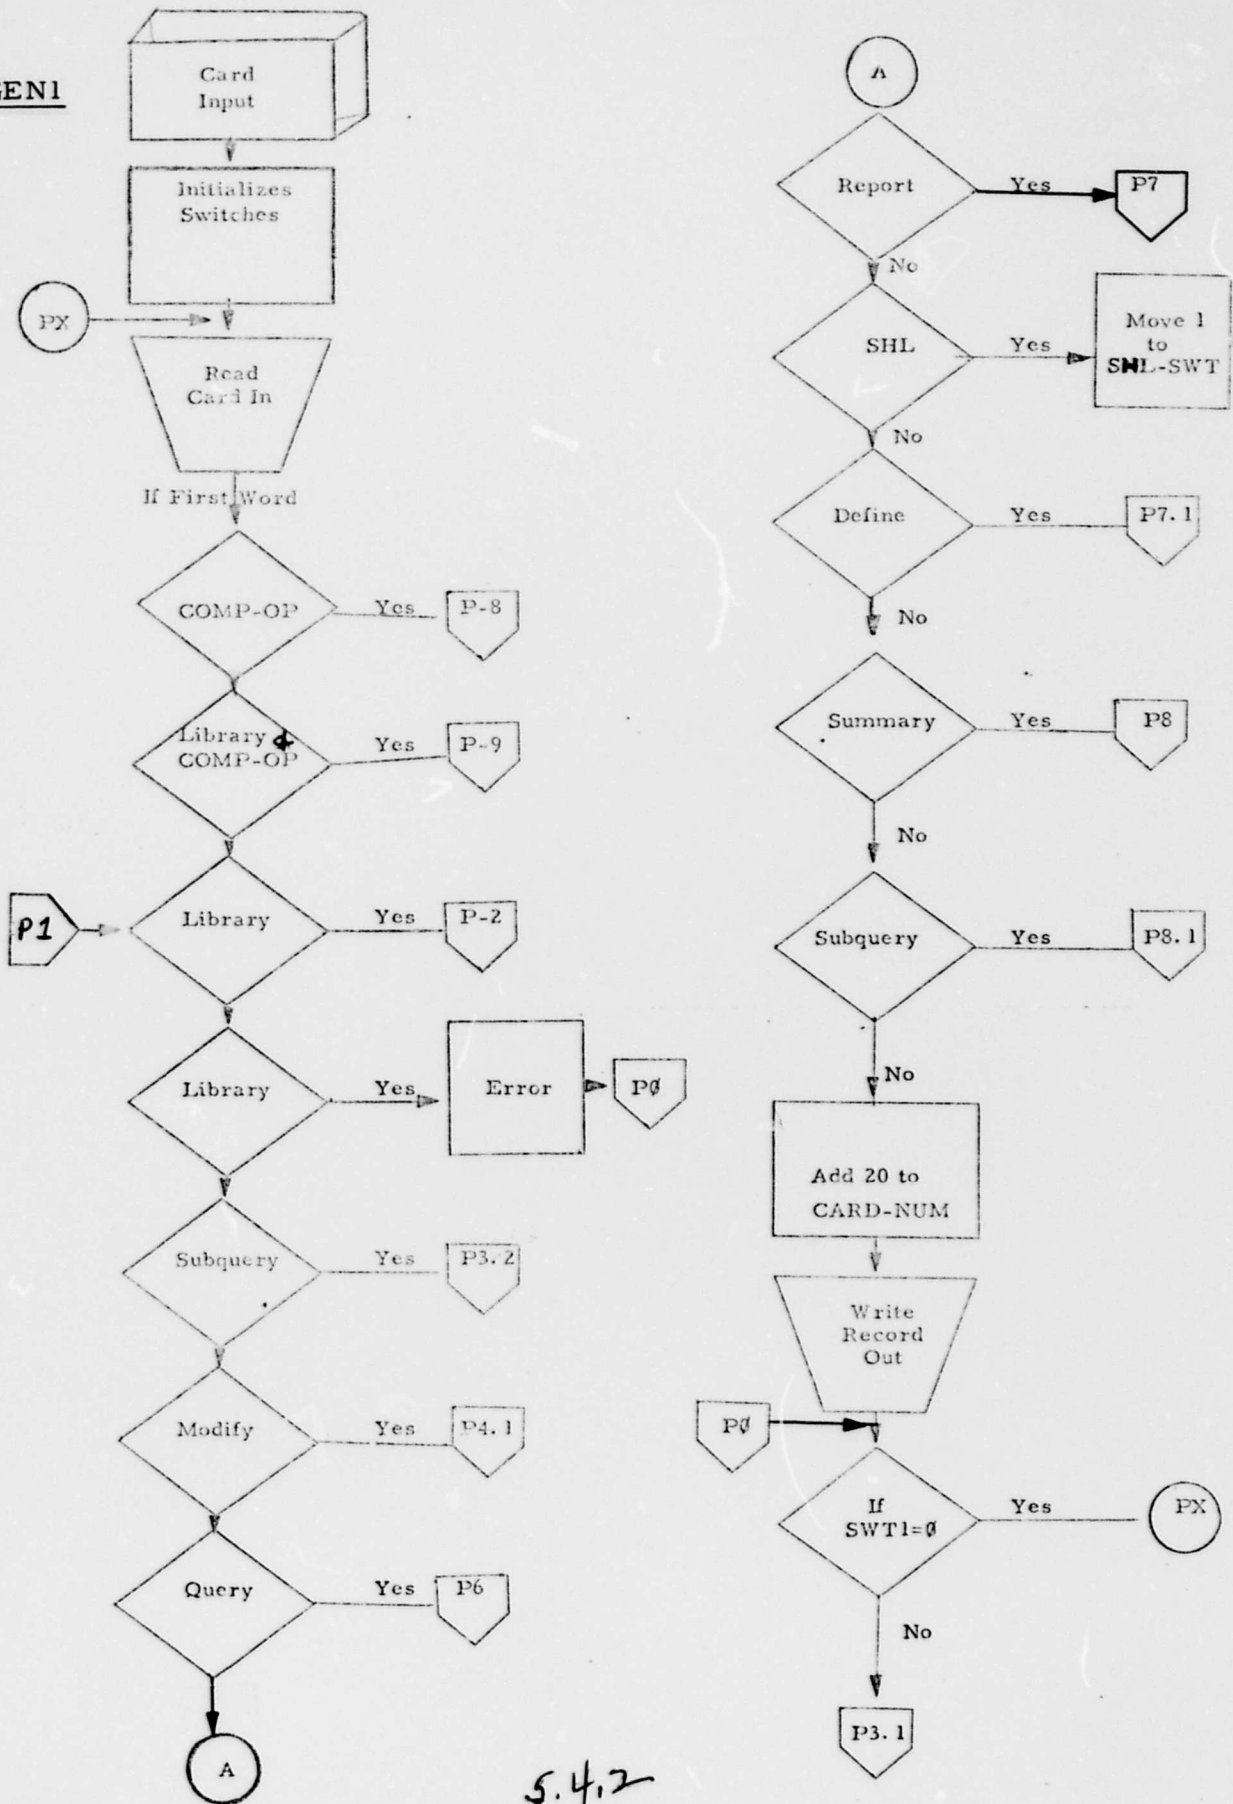 GEN1
Card
Input
Initializes
Switches
PX
Read
Card In
If First Word
COMP-OP
Yes
P-8
Library &
COMP-OP
Yes
P-9
P1
Library
Yes
P-2
Library
Yes
Error
PØ
Subquery
Yes
P3.2
Modify
Yes
P4.1
Query
Yes
P6
A
A
Report
Yes
P7
No
SHL
Yes
Move 1
to
SHL-SWT
No
Define
Yes
P7.1
No
Summary
Yes
P8
No
Subquery
Yes
P8.1
No
Add 20 to
CARD-NUM
Write
Record
Out
PØ
If
SWT1=Ø
Yes
PX
No
P3.1
5.4.2